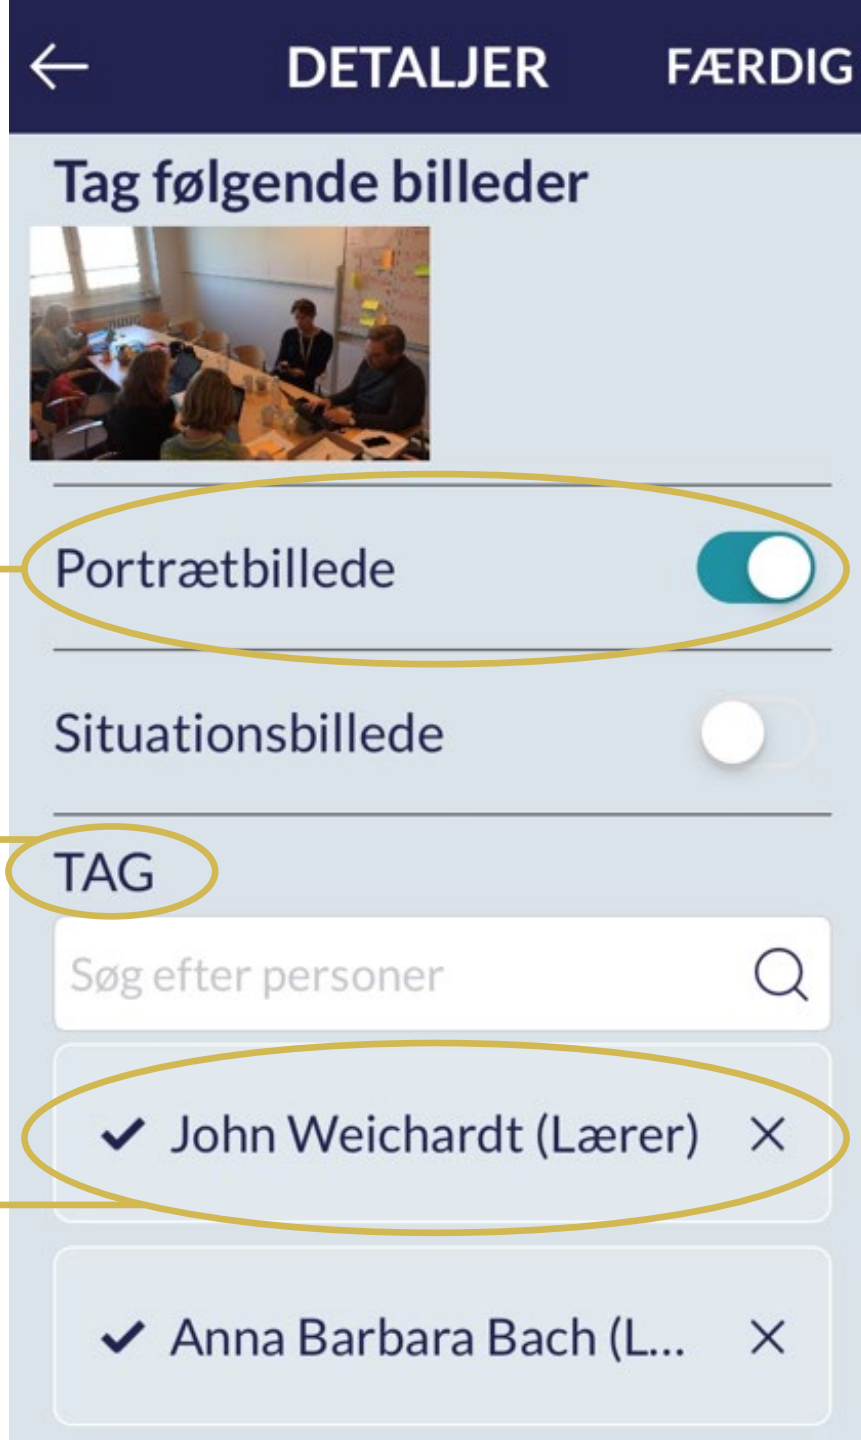 DETALJER FÆRDIG
Tag følgende billeder
Portrætbillede
Situationsbillede
TAG
Søg efter personer
John Weichardt (Lærer)
Anna Barbara Bach (L...